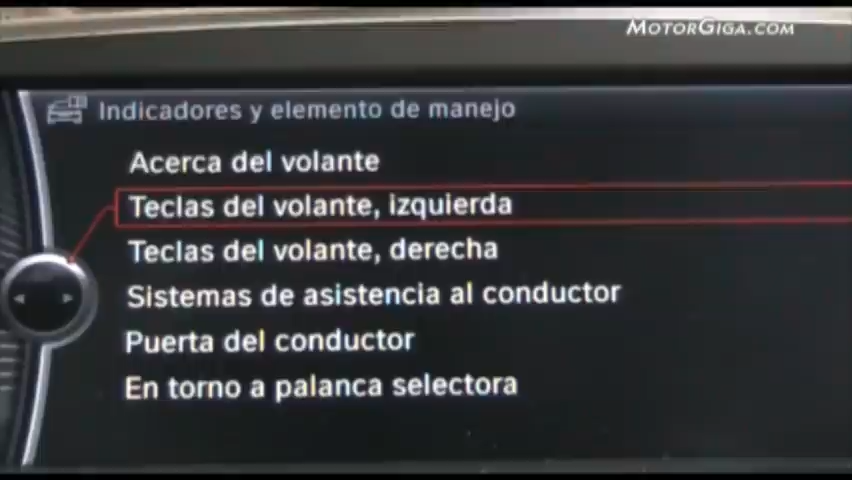 MOTORGIGA.COM
Indicadores y elemento de manejo
Acerca del volante
Teclas del volante, izquierda
Teclas del volante, derecha
Sistemas de asistencia al conductor
Puerta del conductor
En torno a palanca selectora